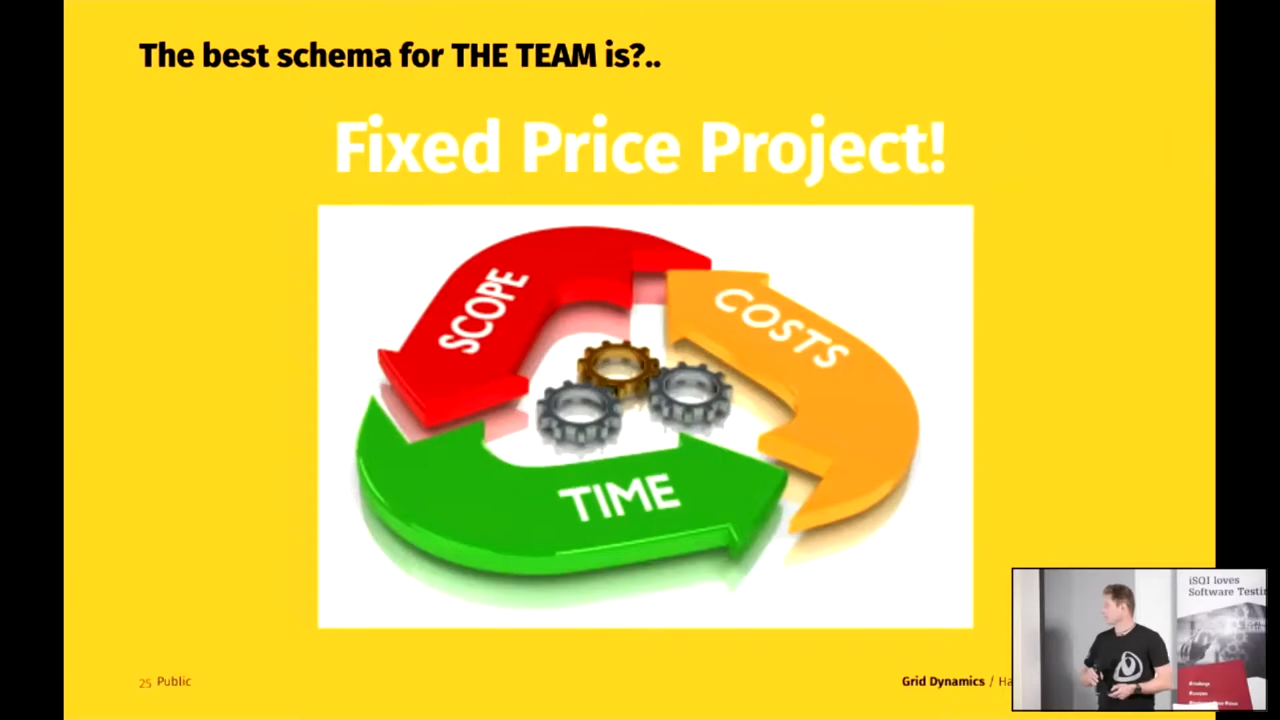 The best schema for THE TEAM is?..
Fixed Price Project!
SCOPE
COSTS
TIME
25 Public
Grid Dynamics / Ha
iSQI loves
Software Testin